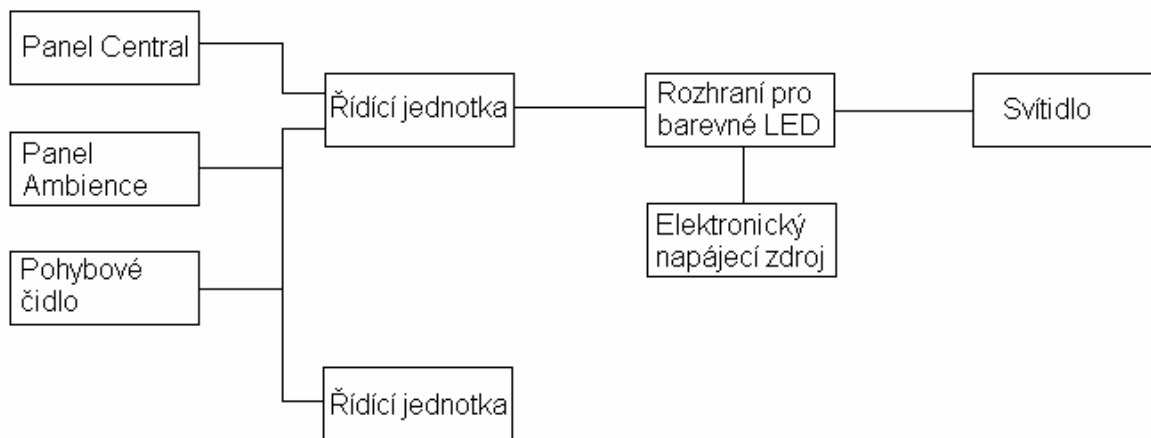 Panel Central
Řídící jednotka
Rozhraní pro
barevné LED
Svítidlo
Panel
Ambience
Elektronický
napájecí zdroj
Pohybové
čidlo
Řídící jednotka